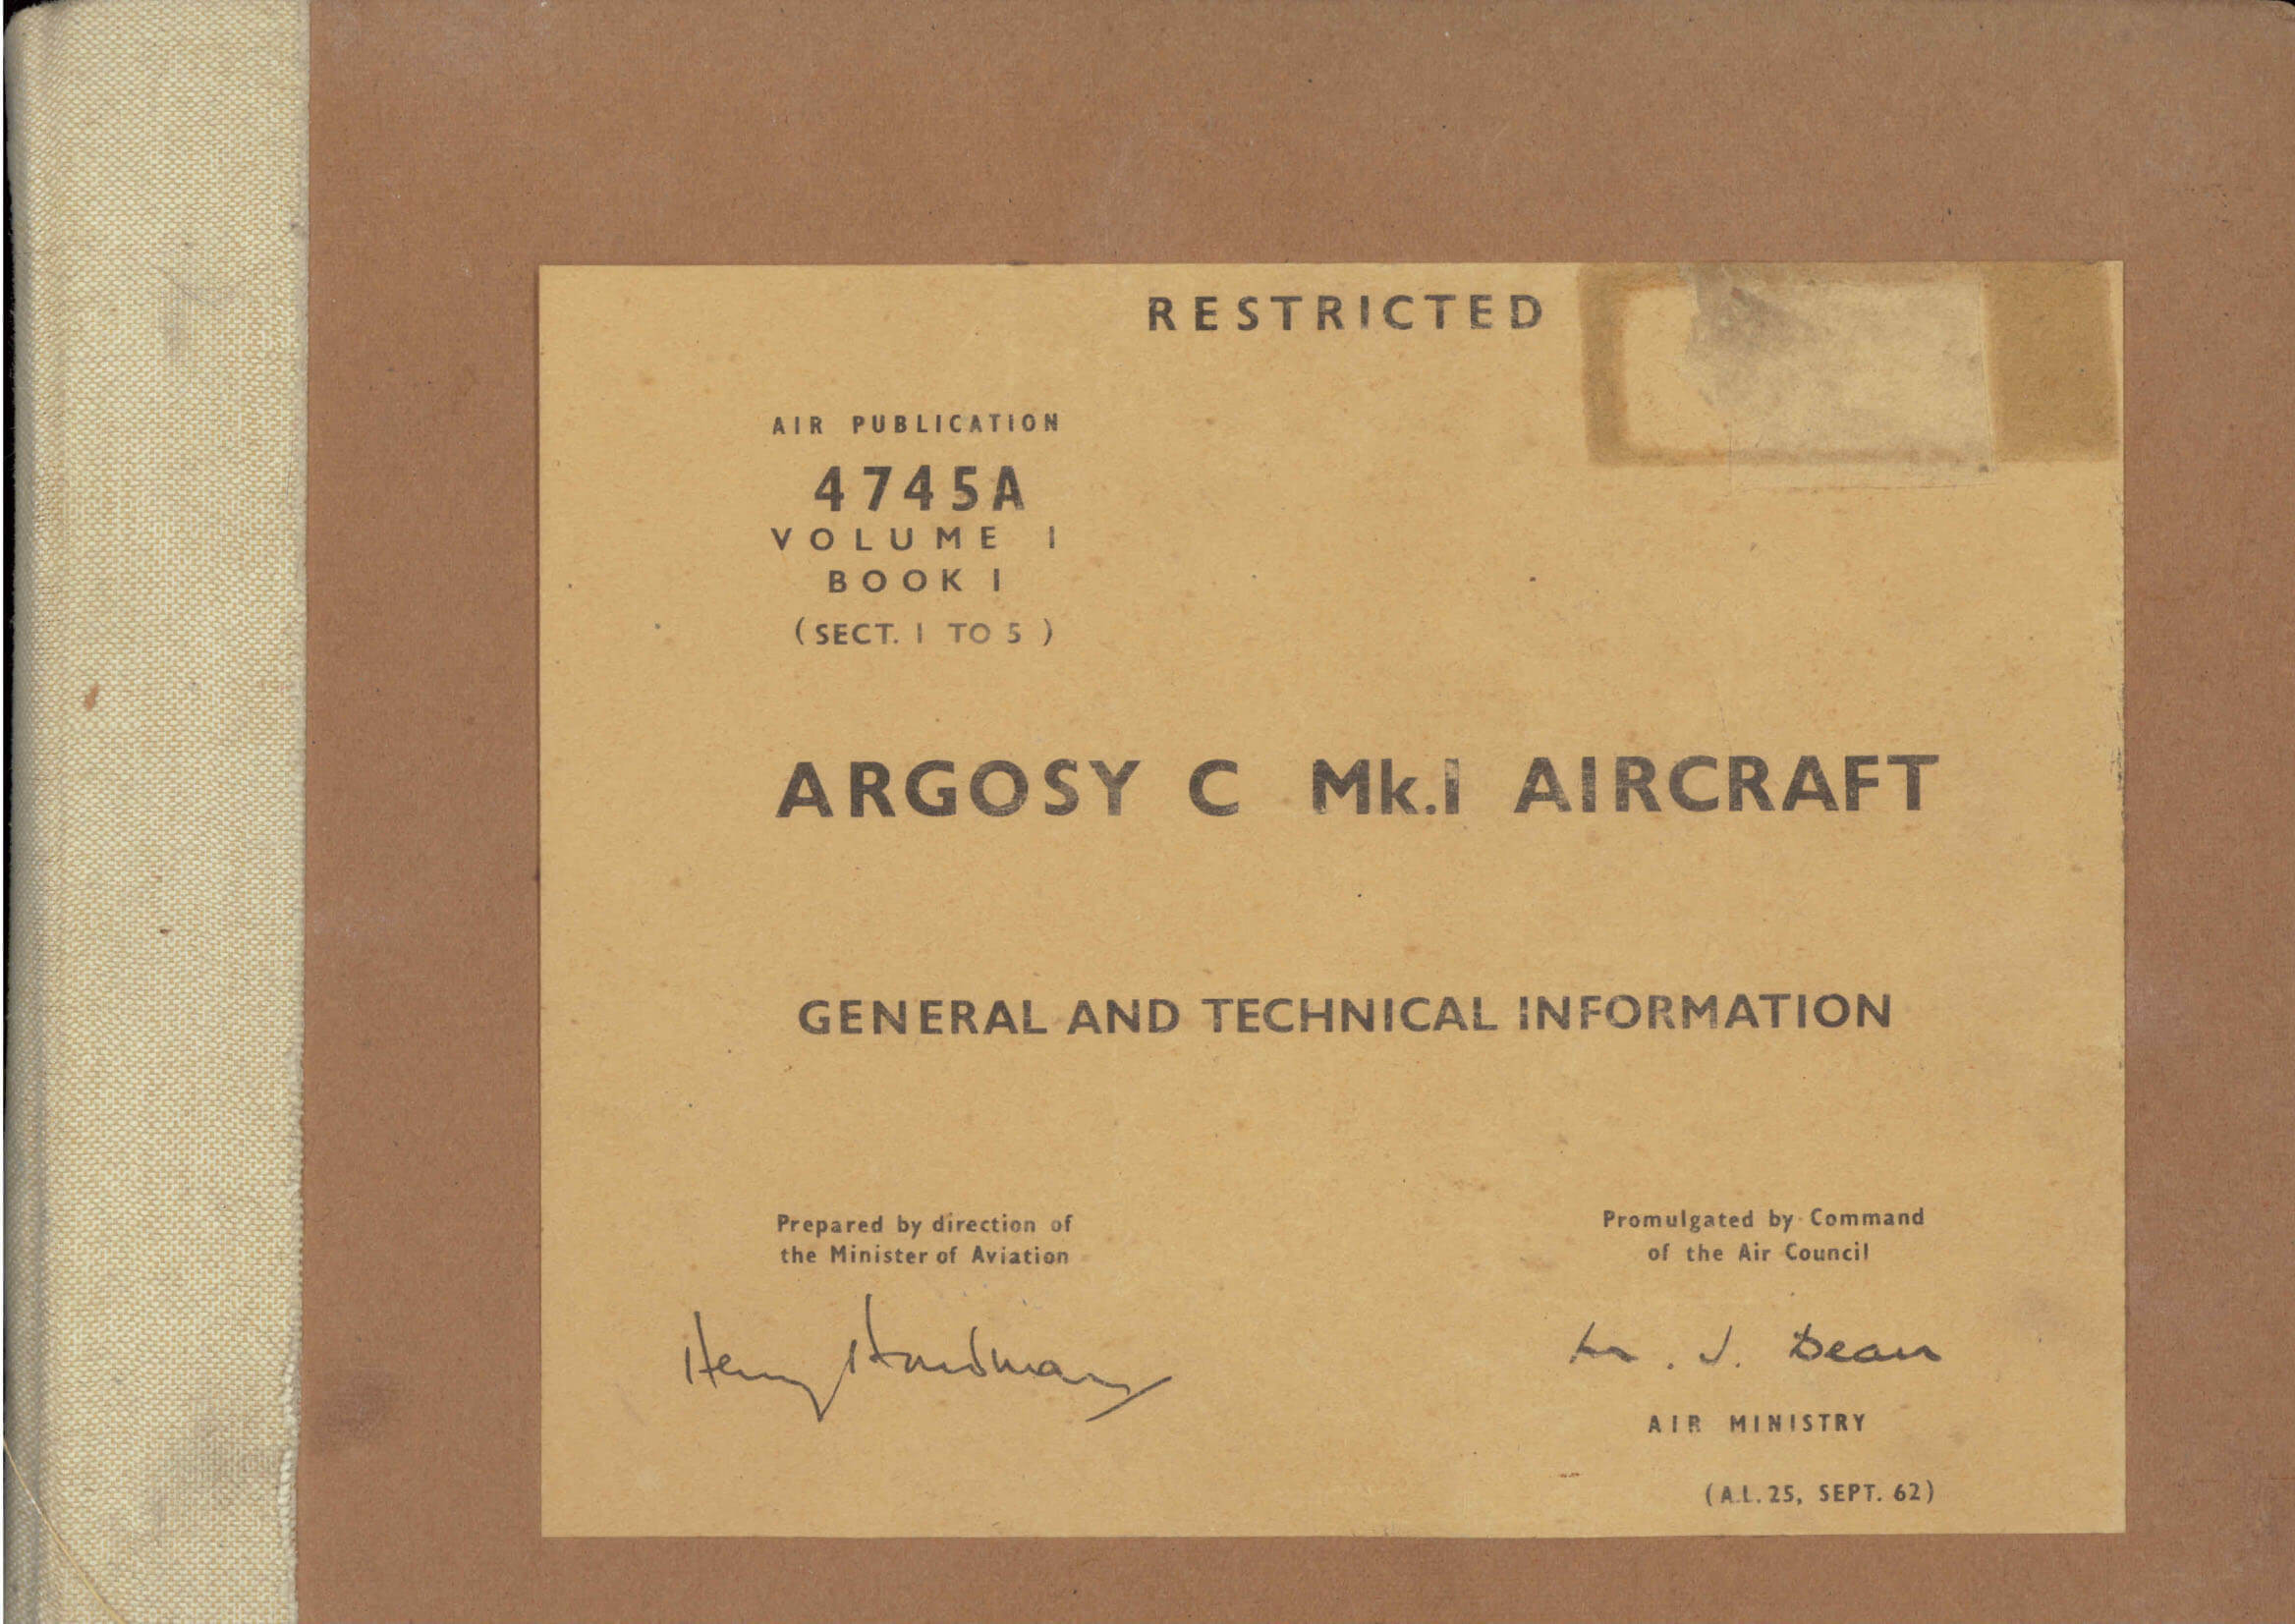 RESTRICTED
AIR PUBLICATION
4745A
VOLUME I
BOOK I
(SECT. I TO 5)
ARGOSY C Mk.I AIRCRAFT
GENERAL AND TECHNICAL INFORMATION
Prepared by direction of
the Minister of Aviation
Promulgated by Command
of the Air Council
Henry Hardman
M. J. Dean
AIR MINISTRY
(A.L. 25, SEPT. 62)